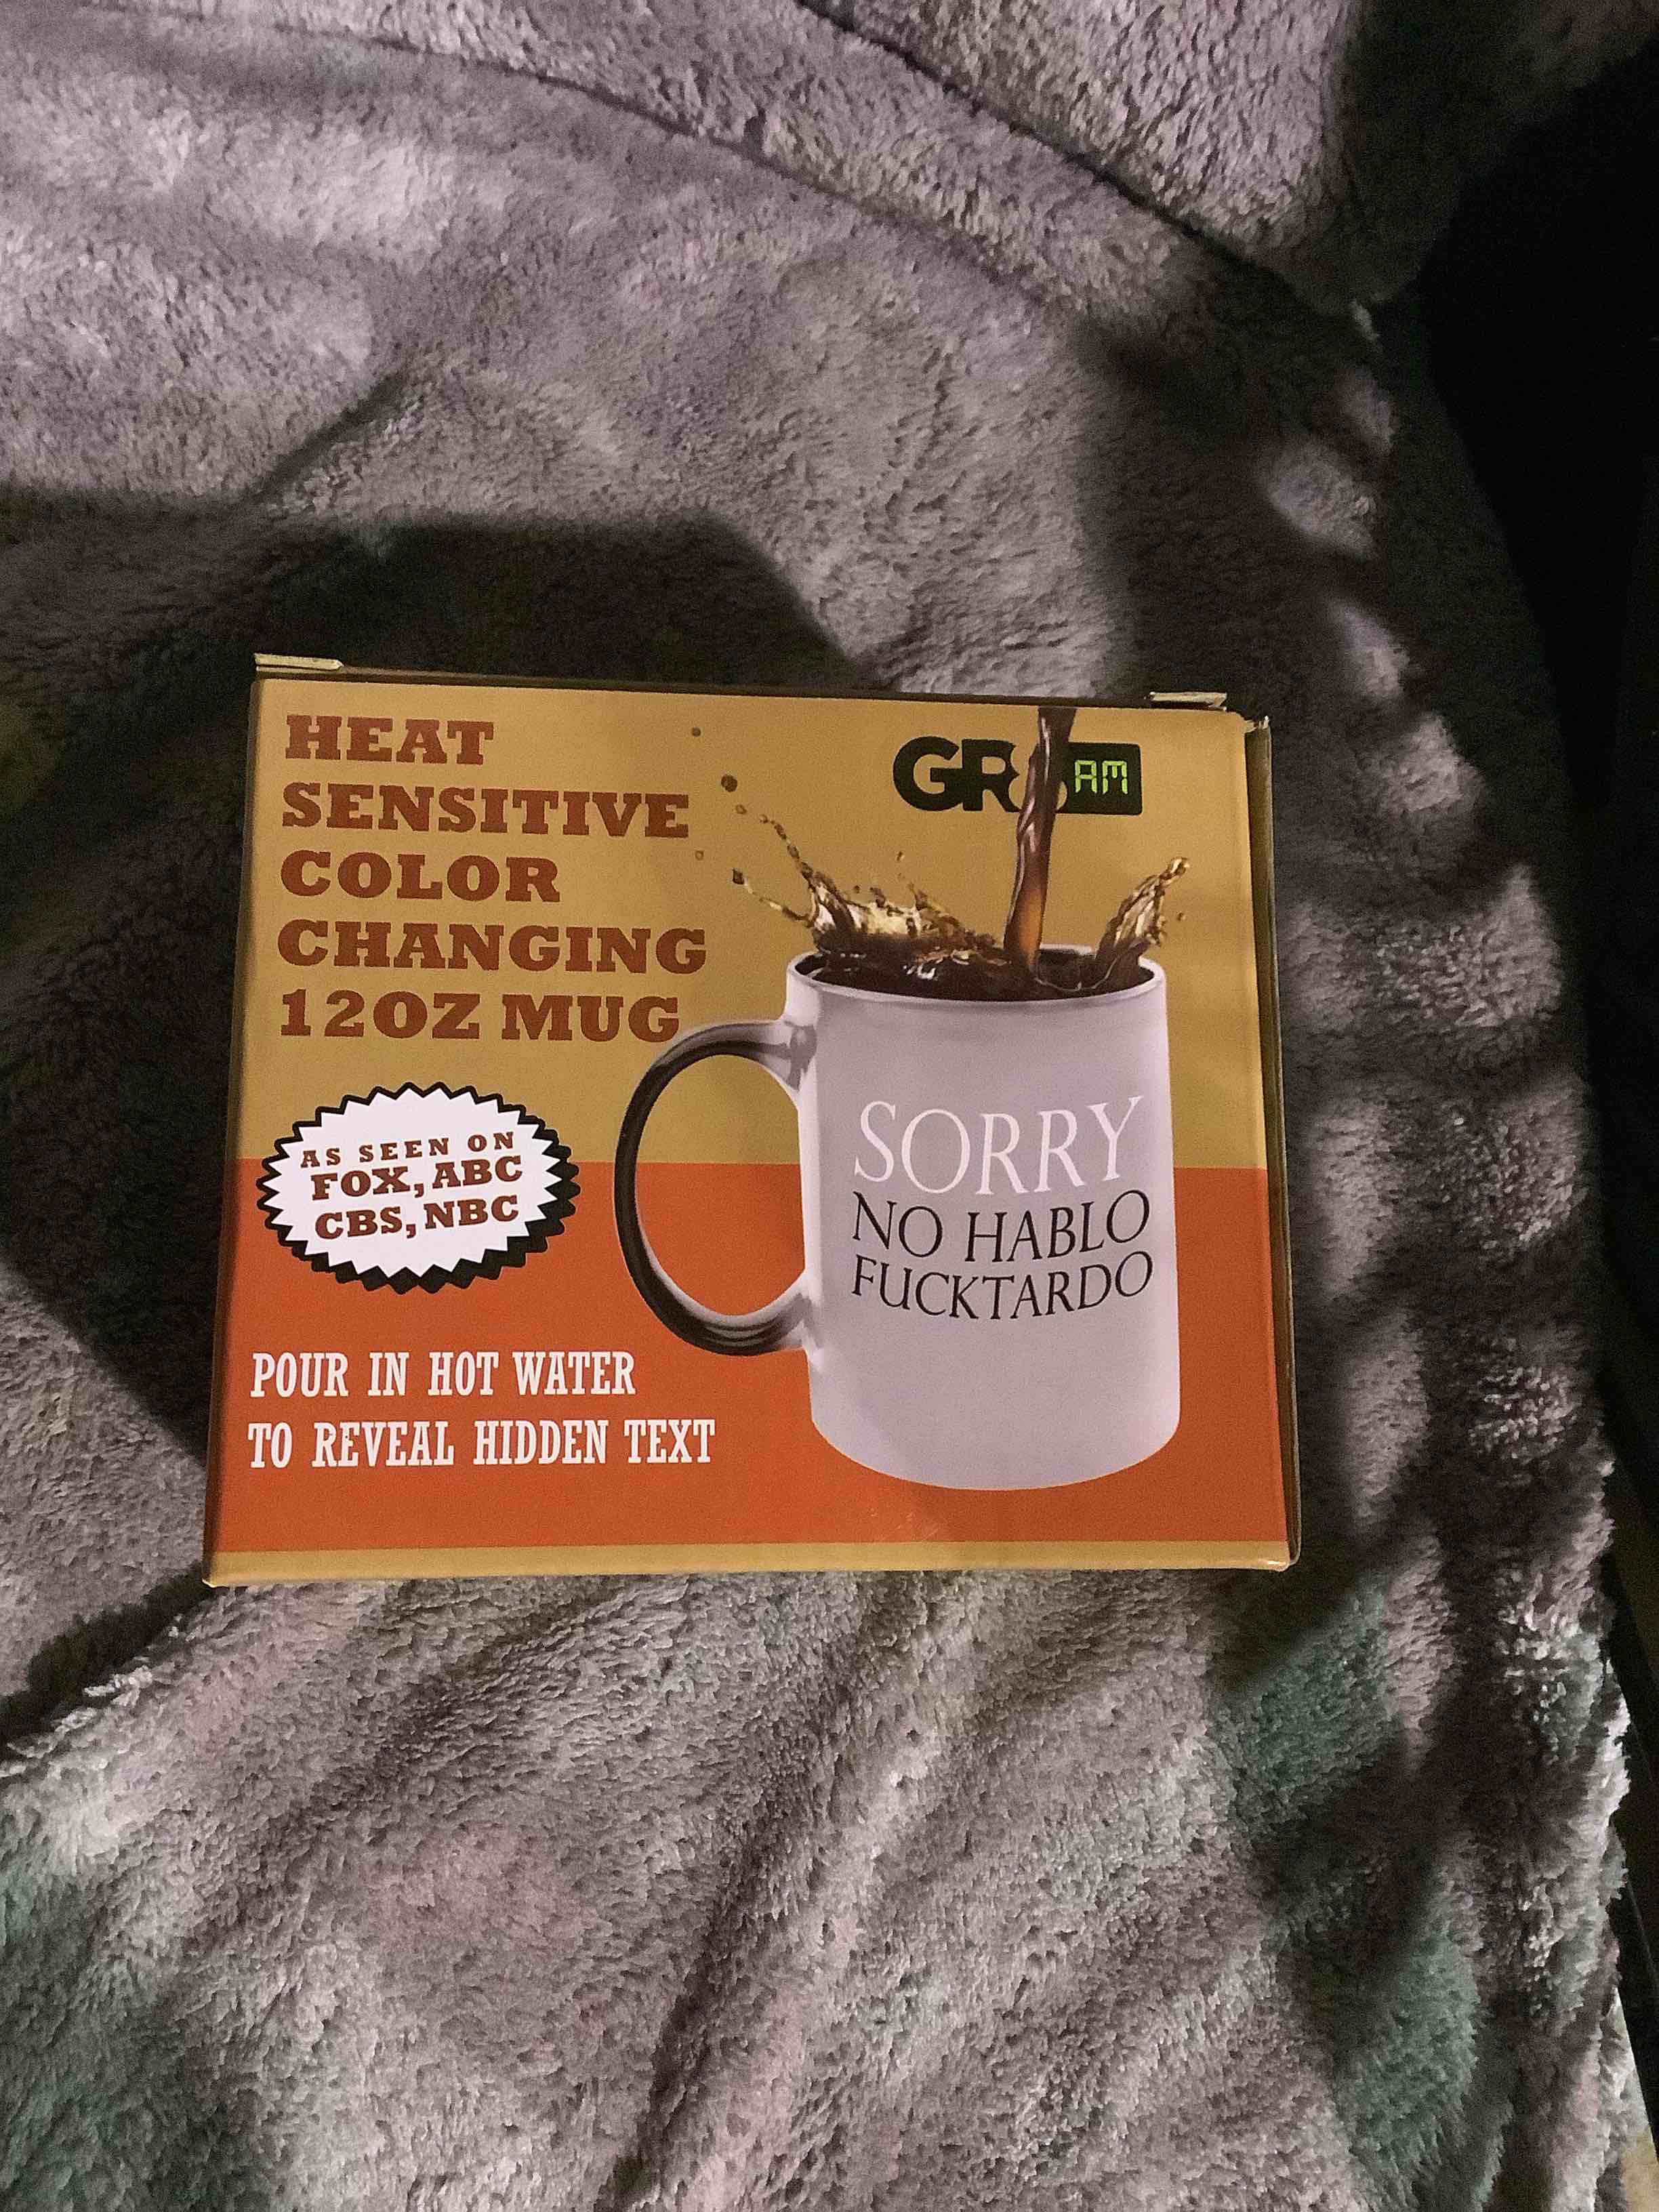 HEAT
SENSITIVE
COLOR
CHANGING
12OZ MUG
GR8 AM
AS SEEN ON
FOX, ABC
CBS, NBC
SORRY
NO HABLO
FUCKTARDO
POUR IN HOT WATER
TO REVEAL HIDDEN TEXT